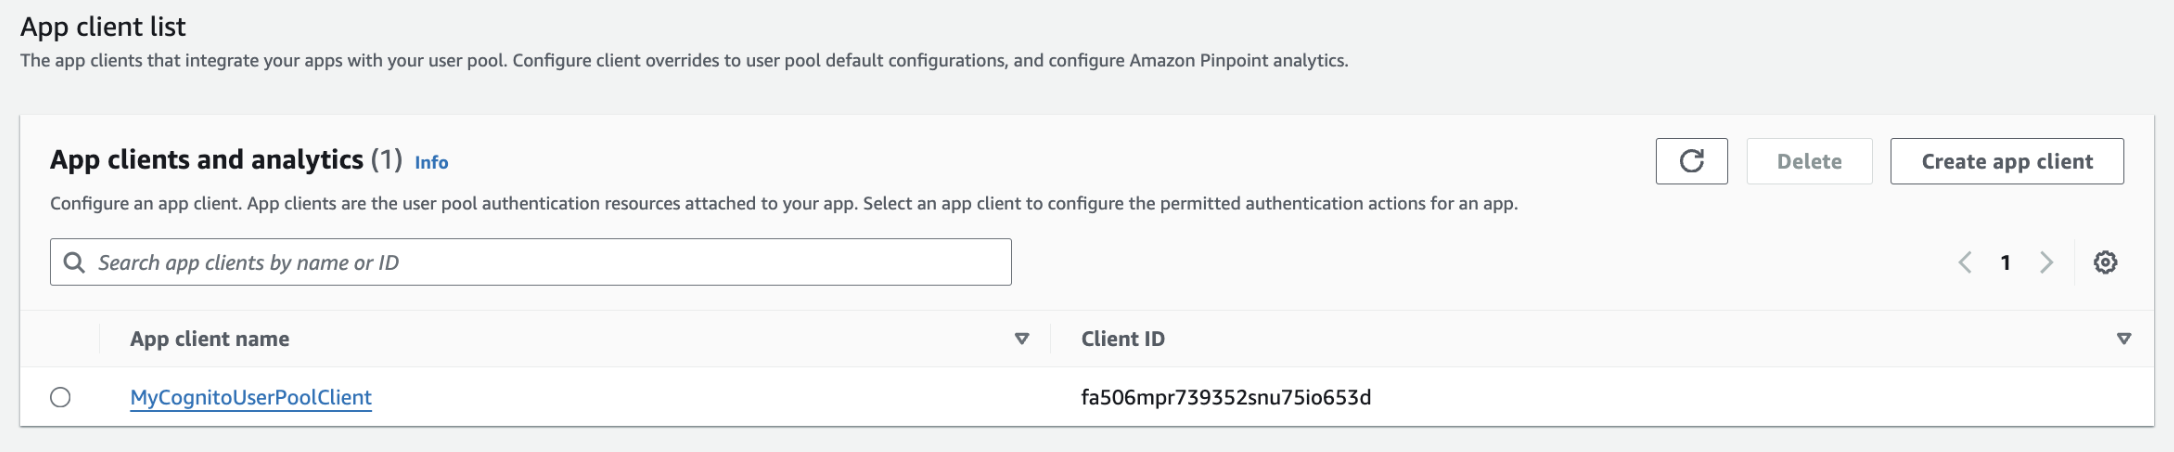 App client list
The app clients that integrate your apps with your user pool. Configure client overrides to user pool default configurations, and configure Amazon Pinpoint analytics.
App clients and analytics (1) Info
Delete
Create app client
Configure an app client. App clients are the user pool authentication resources attached to your app. Select an app client to configure the permitted authentication actions for an app.
Search app clients by name or ID
1
App client name
Client ID
MyCognitoUserPoolClient
fa506mpr739352snu75io653d